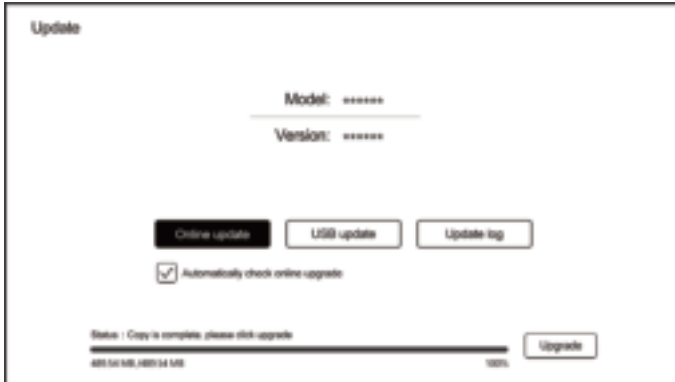 Update
Model: ******
Version: ******
Online update
USB update
Update log
Automatically check online upgrade
Status : Copy is complete, please click upgrade
Upgrade
100%